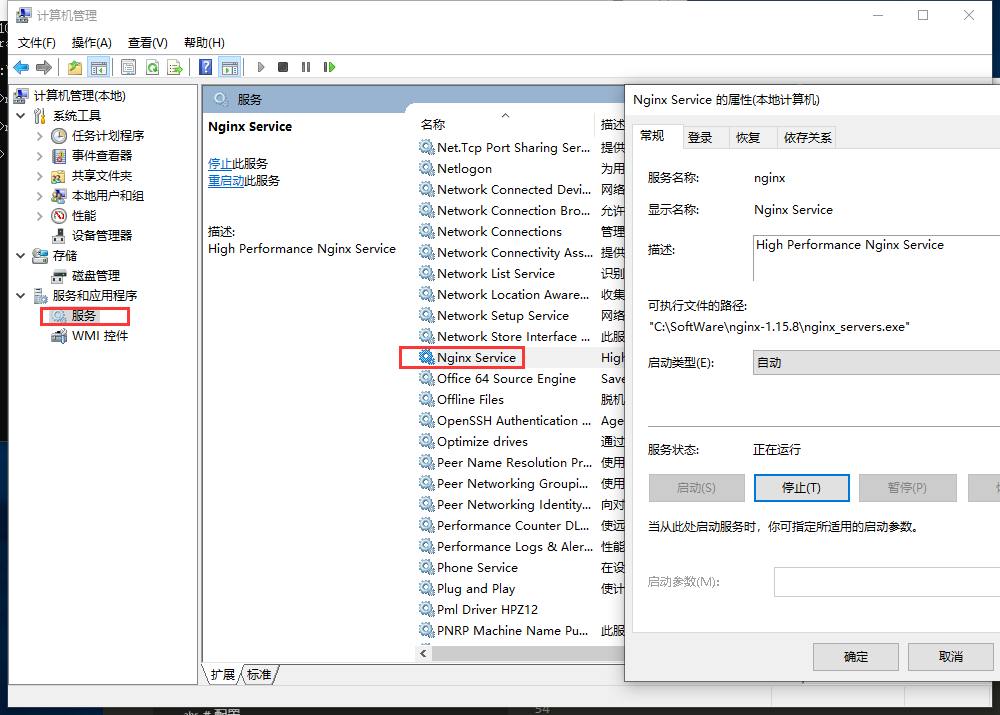 计算机管理
文件(F) 操作(A) 查看(V) 帮助(H)
计算机管理(本地)
系统工具
任务计划程序
事件查看器
共享文件夹
本地用户和组
性能
设备管理器
存储
磁盘管理
服务和应用程序
服务
WMI 控件
服务
Nginx Service
停止此服务
重启动此服务
描述:
High Performance Nginx Service
名称 描述
Net.Tcp Port Sharing Ser... 提供
Netlogon 为用
Network Connected Devi... 网络
Network Connection Bro... 允许
Network Connections 管理
Network Connectivity Ass... 提供
Network List Service 识别
Network Location Aware... 收集
Network Setup Service 网络
Network Store Interface ... 此服
Nginx Service High
Office 64 Source Engine Save
Offline Files 脱机
OpenSSH Authentication ... Age
Optimize drives 通过
Peer Name Resolution Pr... 使用
Peer Networking Groupi... 使用
Peer Networking Identity... 向对
Performance Counter DL... 使远
Performance Logs & Aler... 性能
Phone Service 在设
Plug and Play 使计
Pml Driver HPZ12
PNRP Machine Name Pu... 此服
扩展 标准
Nginx Service 的属性(本地计算机)
常规 登录 恢复 依存关系
服务名称: nginx
显示名称: Nginx Service
描述: High Performance Nginx Service
可执行文件的路径:
"C:\SoftWare\nginx-1.15.8\nginx_servers.exe"
启动类型(E): 自动
服务状态: 正在运行
启动(S) 停止(T) 暂停(P)
当从此处启动服务时，你可指定所适用的启动参数。
启动参数(M):
确定 取消
54